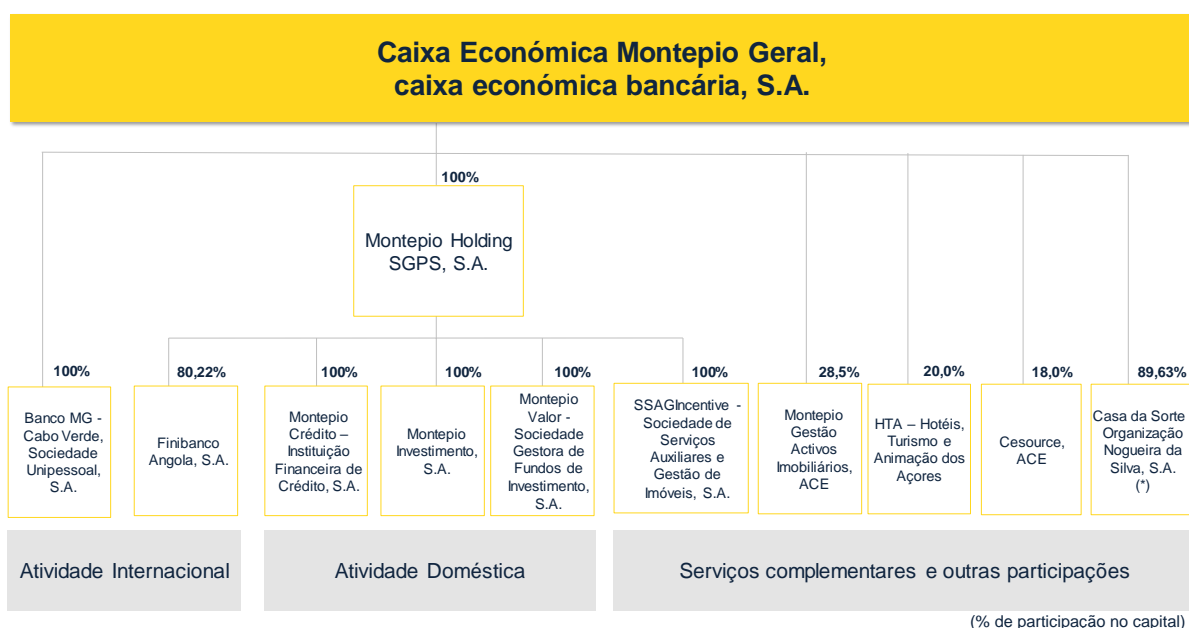 Caixa Económica Montepio Geral,
caixa económica bancária, S.A.
100%
Montepio Holding
SGPS, S.A.
100%
Banco MG -
Cabo Verde,
Sociedade
Unipessoal,
S.A.
80,22%
Finibanco
Angola, S.A.
100%
Montepio
Crédito –
Instituição
Financeira de
Crédito, S.A.
100%
Montepio
Investimento,
S.A.
100%
Montepio
Valor -
Sociedade
Gestora de
Fundos de
Investimento,
S.A.
100%
SSAGIncentive -
Sociedade de
Serviços
Auxiliares e
Gestão de
Imóveis, S.A.
28,5%
Montepio
Gestão
Activos
Imobiliários,
ACE
20,0%
HTA – Hotéis,
Turismo e
Animação dos
Açores
18,0%
Cesource,
ACE
89,63%
Casa da Sorte -
Organização
Nogueira da
Silva, S.A.
(*)
Atividade Internacional
Atividade Doméstica
Serviços complementares e outras participações
(% de participação no capital)